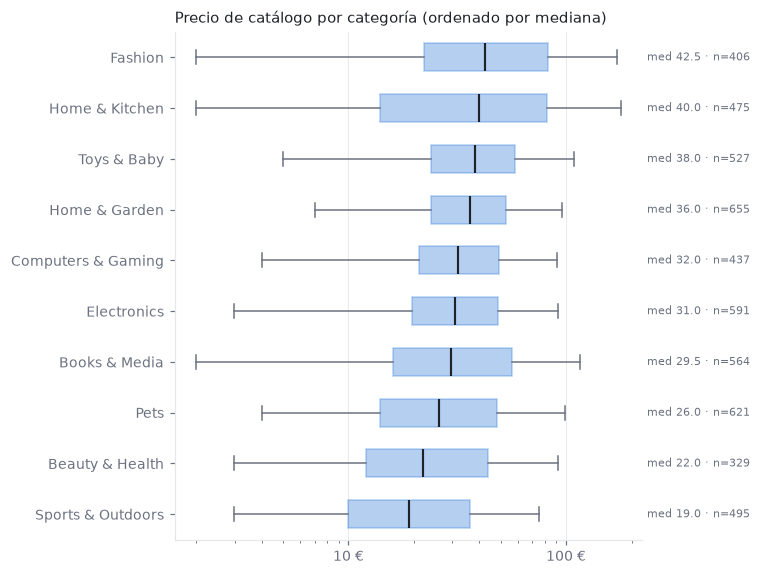 Precio de catálogo por categoría (ordenado por mediana)
Fashion
med 42.5 · n=406
Home & Kitchen
med 40.0 · n=475
Toys & Baby
med 38.0 · n=527
Home & Garden
med 36.0 · n=655
Computers & Gaming
med 32.0 · n=437
Electronics
med 31.0 · n=591
Books & Media
med 29.5 · n=564
Pets
med 26.0 · n=621
Beauty & Health
med 22.0 · n=329
Sports & Outdoors
med 19.0 · n=495
10 €
100 €